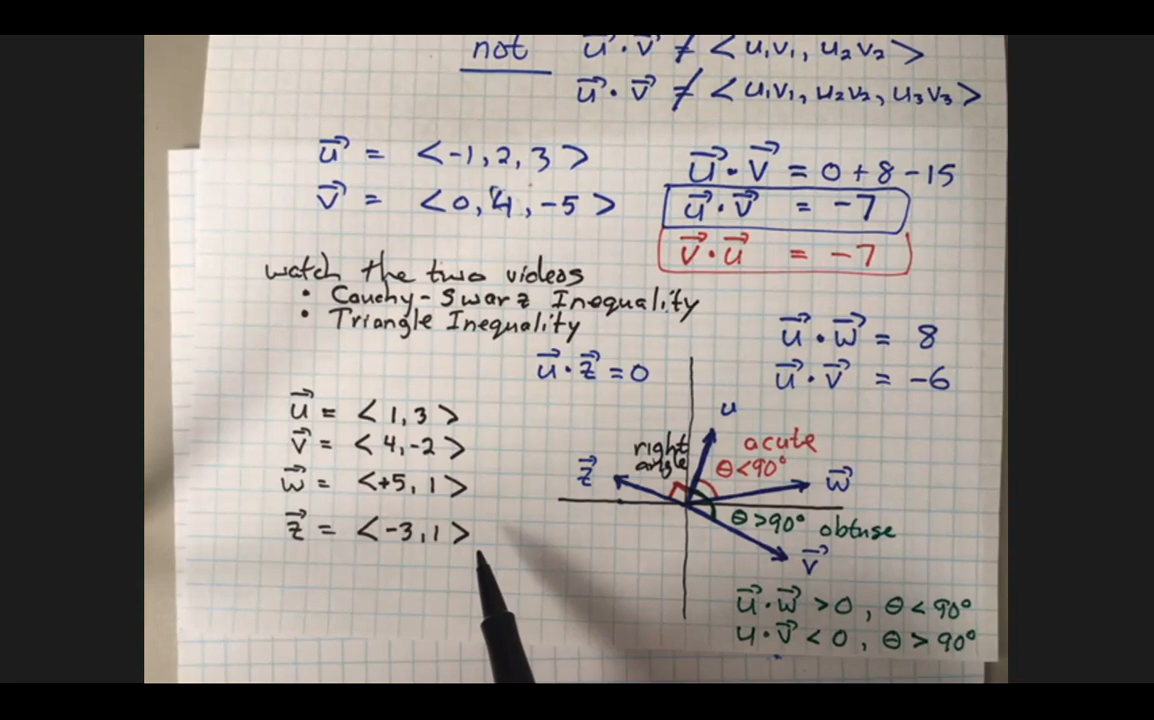 not u⃗·v⃗ ≠ <u₁v₁, u₂v₂>
u⃗·v⃗ ≠ <u₁v₁, u₂v₂, u₃v₃>
u⃗ = <-1, 2, 3>
v⃗ = <0, 4, -5>
u⃗·v⃗ = 0 + 8 - 15
u⃗·v⃗ = -7
v⃗·u⃗ = -7
watch the two videos
• Cauchy-Swarz Inequality
• Triangle Inequality
u⃗·w⃗ = 8
u⃗·v⃗ = -6
u⃗·z⃗ = 0
u⃗ = <1, 3>
v⃗ = <4, -2>
w⃗ = <+5, 1>
z⃗ = <-3, 1>
u
right
angle
acute
θ<90°
z⃗
w⃗
θ>90° obtuse
v⃗
u⃗·w⃗ >0, θ<90°
u·v⃗ <0, θ>90°